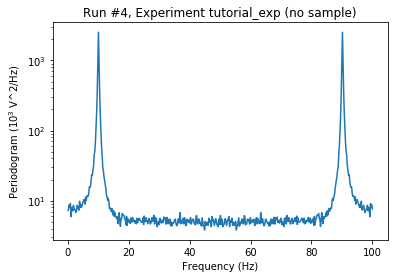 Run #4, Experiment tutorial_exp (no sample)
Periodogram (10³ V^2/Hz)
10³
10²
10¹
0 20 40 60 80 100
Frequency (Hz)